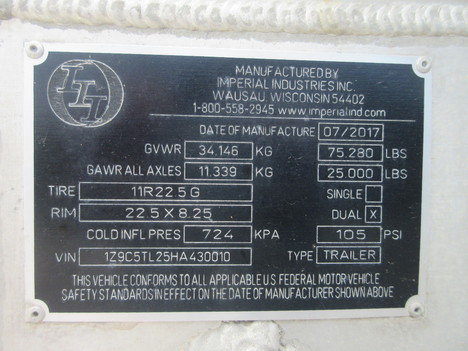 III
MANUFACTURED BY
IMPERIAL INDUSTRIES INC.
WAUSAU, WISCONSIN 54402
1-800-558-2945 www.imperialind.com
DATE OF MANUFACTURE 07/2017
GVWR 34.146 KG 75.280 LBS
GAWR ALL AXLES 11.339 KG 25.000 LBS
TIRE 11R22.5 G SINGLE
RIM 22.5 X 8.25 DUAL X
COLD INFL PRES 724 KPA 105 PSI
VIN 1Z9C5TL25HA430010 TYPE TRAILER
THIS VEHICLE CONFORMS TO ALL APPLICABLE U.S. FEDERAL MOTOR VEHICLE
SAFETY STANDARDS IN EFFECT ON THE DATE OF MANUFACTURER SHOWN ABOVE